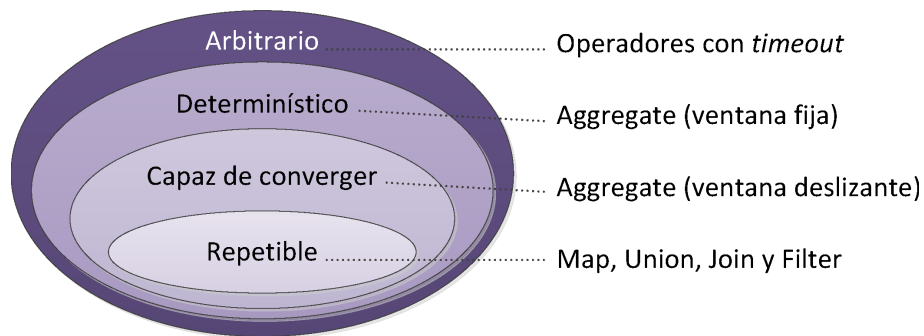 Arbitrario Operadores con timeout
Determinístico Aggregate (ventana fija)
Capaz de converger Aggregate (ventana deslizante)
Repetible Map, Union, Join y Filter